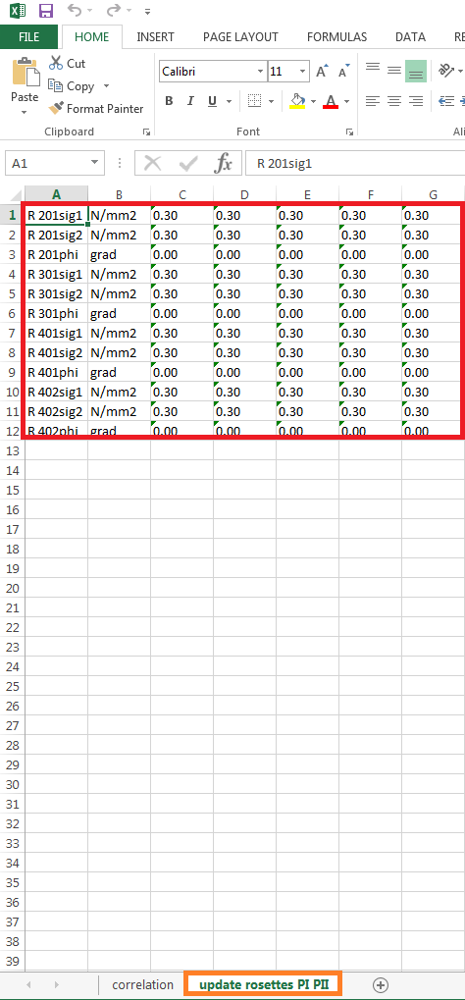 FILE HOME INSERT PAGE LAYOUT FORMULAS DATA RE
Cut
Copy
Format Painter
Paste
Calibri 11 A A
B I U A
Clipboard Font Ali
A1 fx R 201sig1
A B C D E F G
1 R 201sig1 N/mm2 0.30 0.30 0.30 0.30 0.30
2 R 201sig2 N/mm2 0.30 0.30 0.30 0.30 0.30
3 R 201phi grad 0.00 0.00 0.00 0.00 0.00
4 R 301sig1 N/mm2 0.30 0.30 0.30 0.30 0.30
5 R 301sig2 N/mm2 0.30 0.30 0.30 0.30 0.30
6 R 301phi grad 0.00 0.00 0.00 0.00 0.00
7 R 401sig1 N/mm2 0.30 0.30 0.30 0.30 0.30
8 R 401sig2 N/mm2 0.30 0.30 0.30 0.30 0.30
9 R 401phi grad 0.00 0.00 0.00 0.00 0.00
10 R 402sig1 N/mm2 0.30 0.30 0.30 0.30 0.30
11 R 402sig2 N/mm2 0.30 0.30 0.30 0.30 0.30
12 R 402phi grad 0.00 0.00 0.00 0.00 0.00
13
14
15
16
17
18
19
20
21
22
23
24
25
26
27
28
29
30
31
32
33
34
35
36
37
38
39
correlation update rosettes PI PII